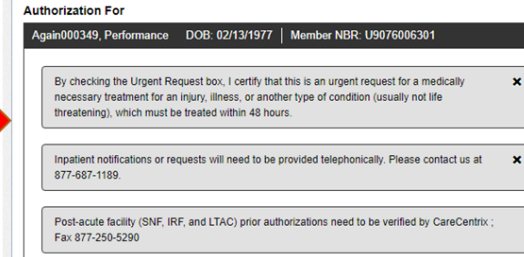 Authorization For
Again000349, Performance DOB: 02/13/1977 | Member NBR: U9076006301
By checking the Urgent Request box, I certify that this is an urgent request for a medically
necessary treatment for an injury, illness, or another type of condition (usually not life
threatening), which must be treated within 48 hours.
Inpatient notifications or requests will need to be provided telephonically. Please contact us at
877-687-1189.
Post-acute facility (SNF, IRF, and LTAC) prior authorizations need to be verified by CareCentrix ;
Fax 877-250-5290